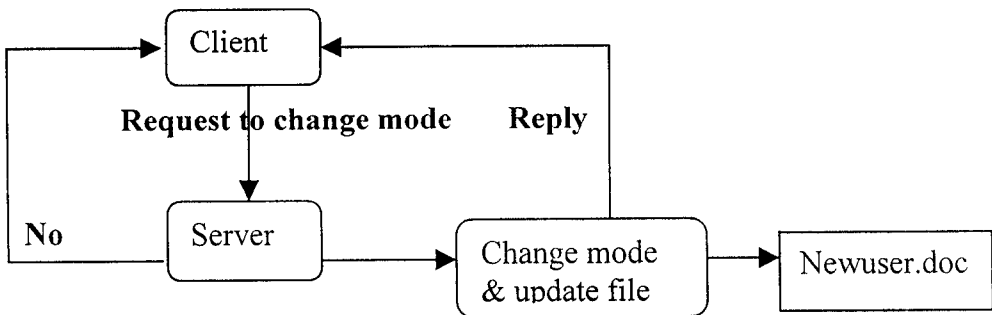 Client
Request to change mode
Reply
No
Server
Change mode
& update file
Newuser.doc